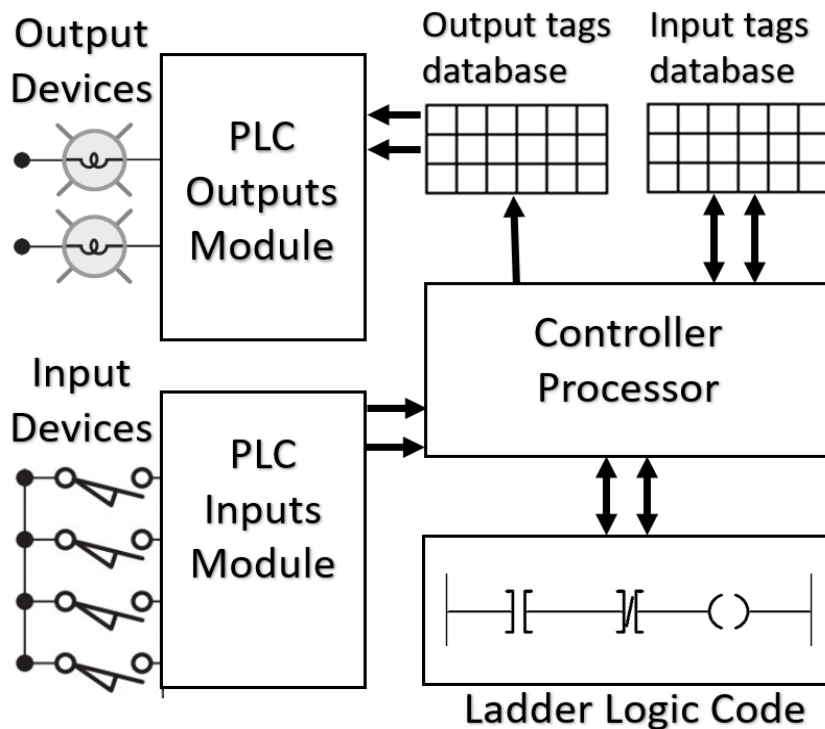 Output
Devices
PLC
Outputs
Module
Output tags
database
Input tags
database
Controller
Processor
Input
Devices
PLC
Inputs
Module
Ladder Logic Code